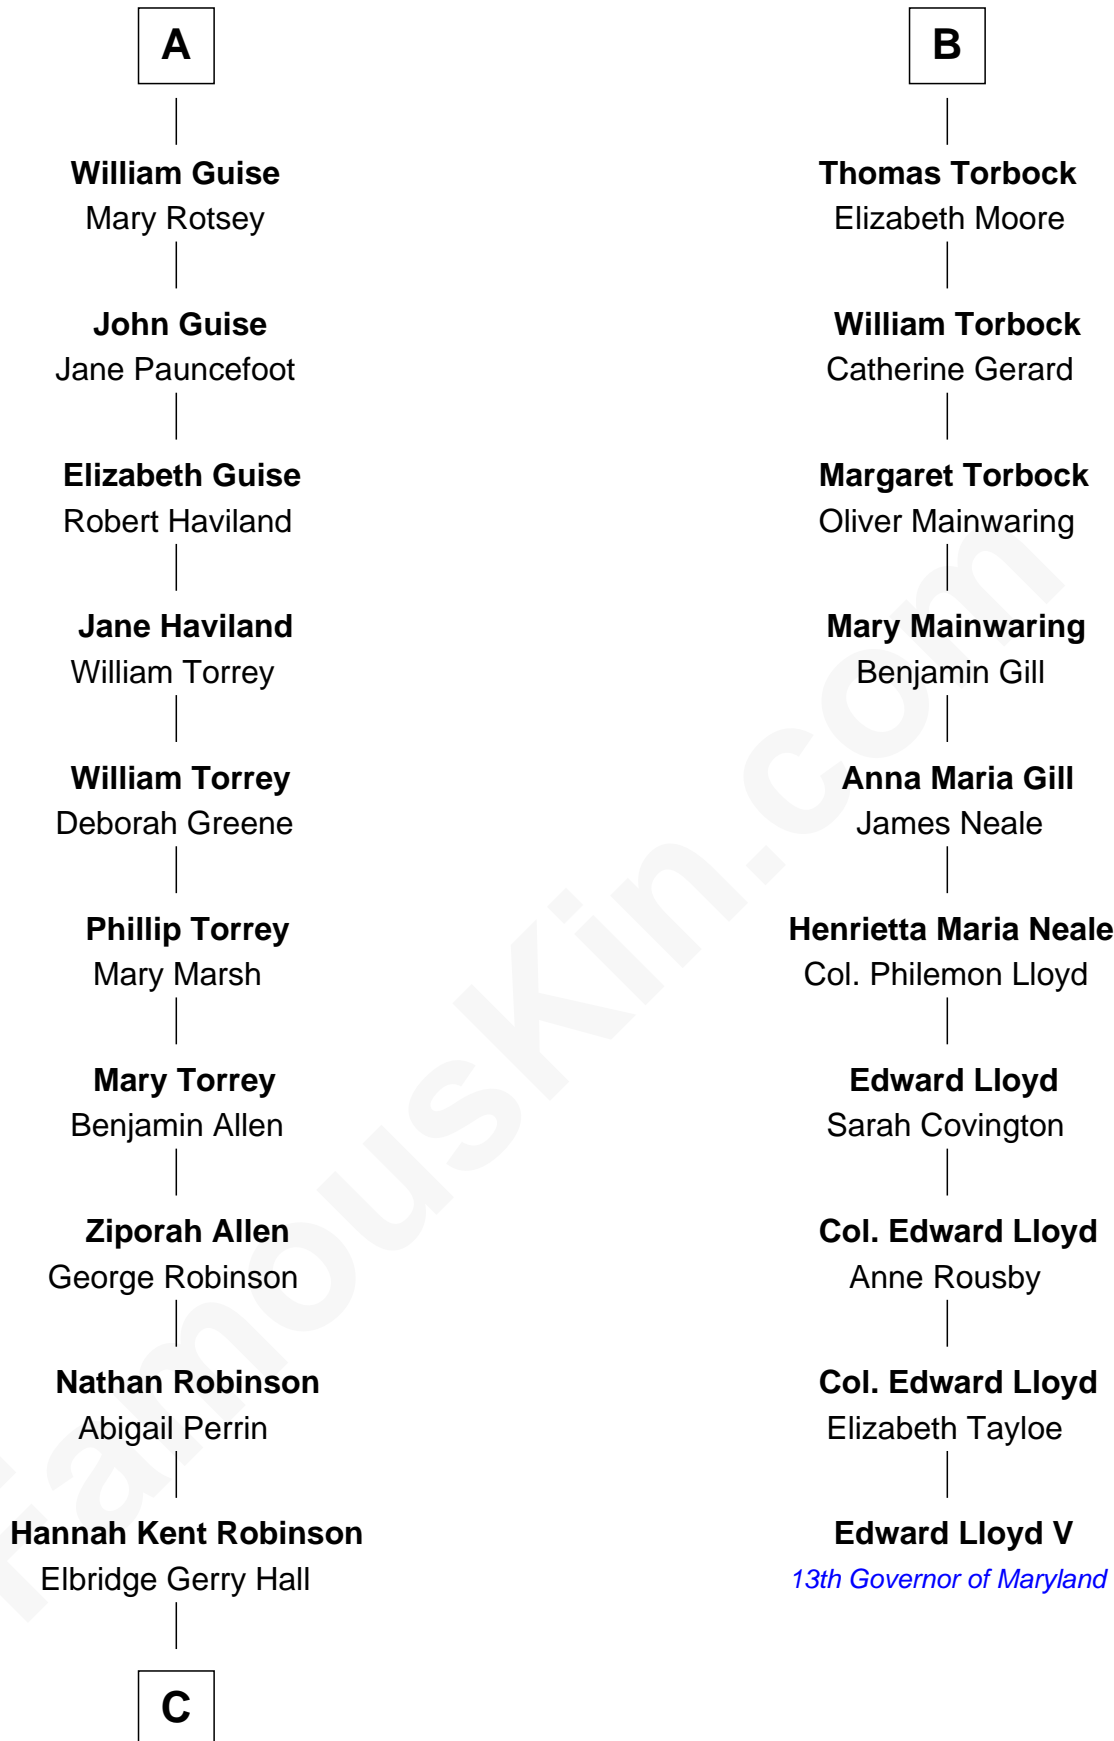 A
William Guise
Mary Rotsey
John Guise
Jane Pauncefoot
Elizabeth Guise
Robert Haviland
Jane Haviland
William Torrey
William Torrey
Deborah Greene
Phillip Torrey
Mary Marsh
Mary Torrey
Benjamin Allen
Ziporah Allen
George Robinson
Nathan Robinson
Abigail Perrin
Hannah Kent Robinson
Elbridge Gerry Hall
C
B
Thomas Torbock
Elizabeth Moore
William Torbock
Catherine Gerard
Margaret Torbock
Oliver Mainwaring
Mary Mainwaring
Benjamin Gill
Anna Maria Gill
James Neale
Henrietta Maria Neale
Col. Philemon Lloyd
Edward Lloyd
Sarah Covington
Col. Edward Lloyd
Anne Rousby
Col. Edward Lloyd
Elizabeth Tayloe
Edward Lloyd V
13th Governor of Maryland
FamousKin.com